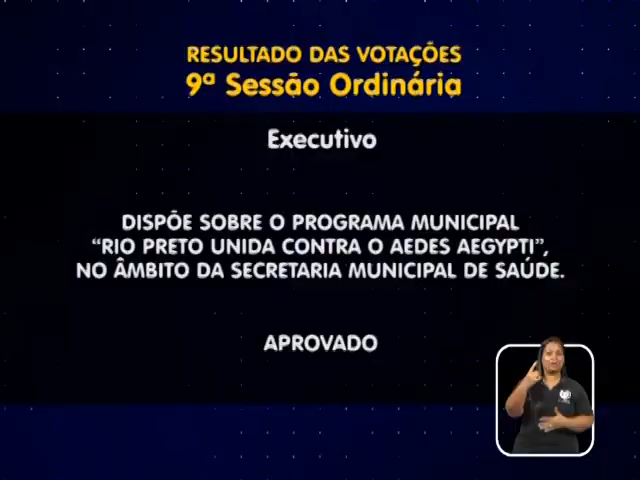 RESULTADO DAS VOTAÇÕES
9ª Sessão Ordinária
Executivo
DISPÕE SOBRE O PROGRAMA MUNICIPAL
“RIO PRETO UNIDA CONTRA O AEDES AEGYPTI”,
NO ÂMBITO DA SECRETARIA MUNICIPAL DE SAÚDE.
APROVADO